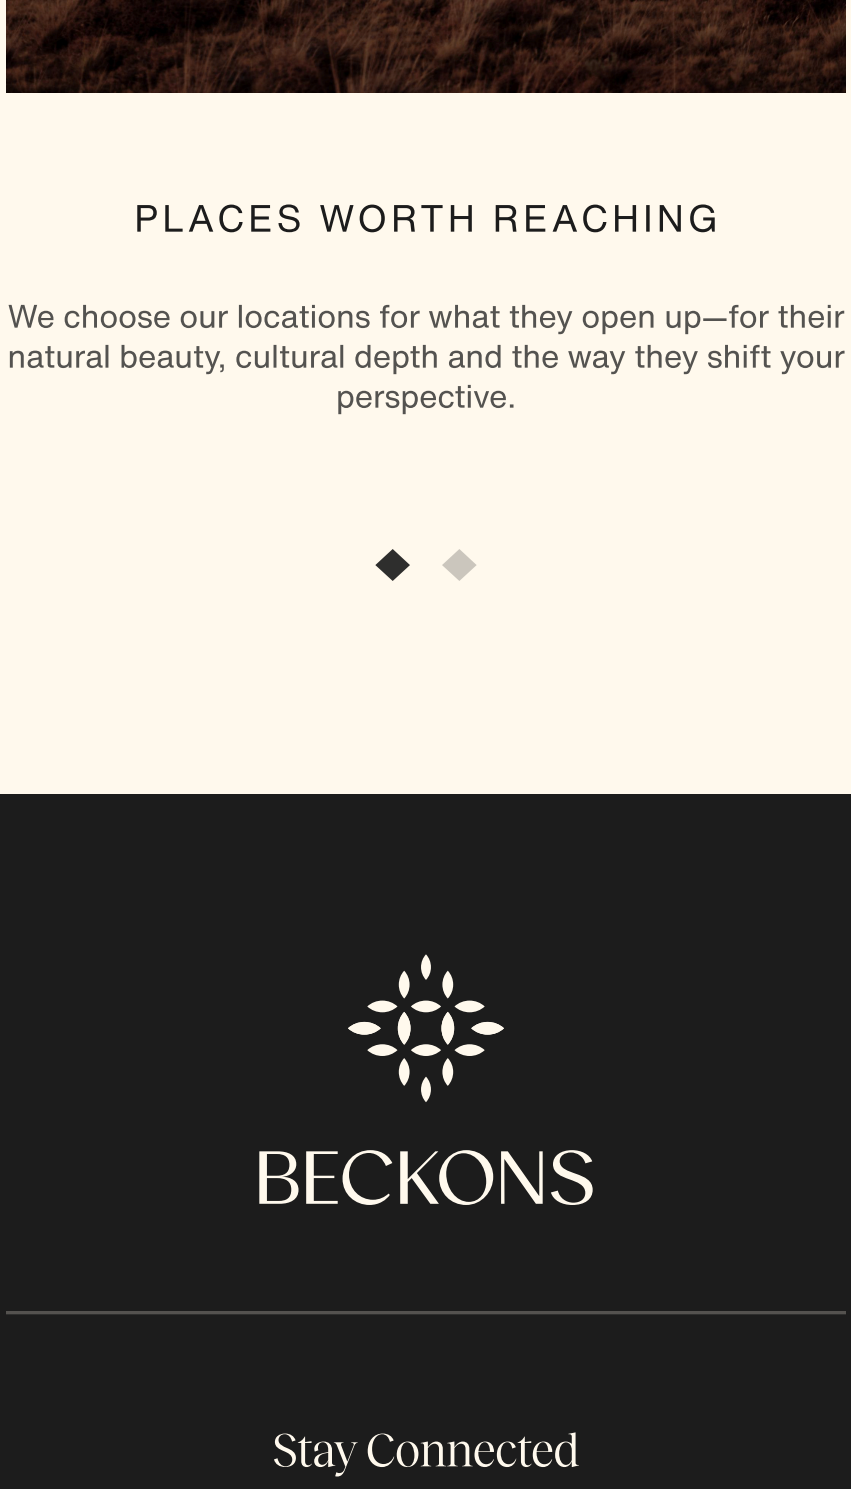 PLACES WORTH REACHING
We choose our locations for what they open up—for their
natural beauty, cultural depth and the way they shift your
perspective.
BECKONS
Stay Connected